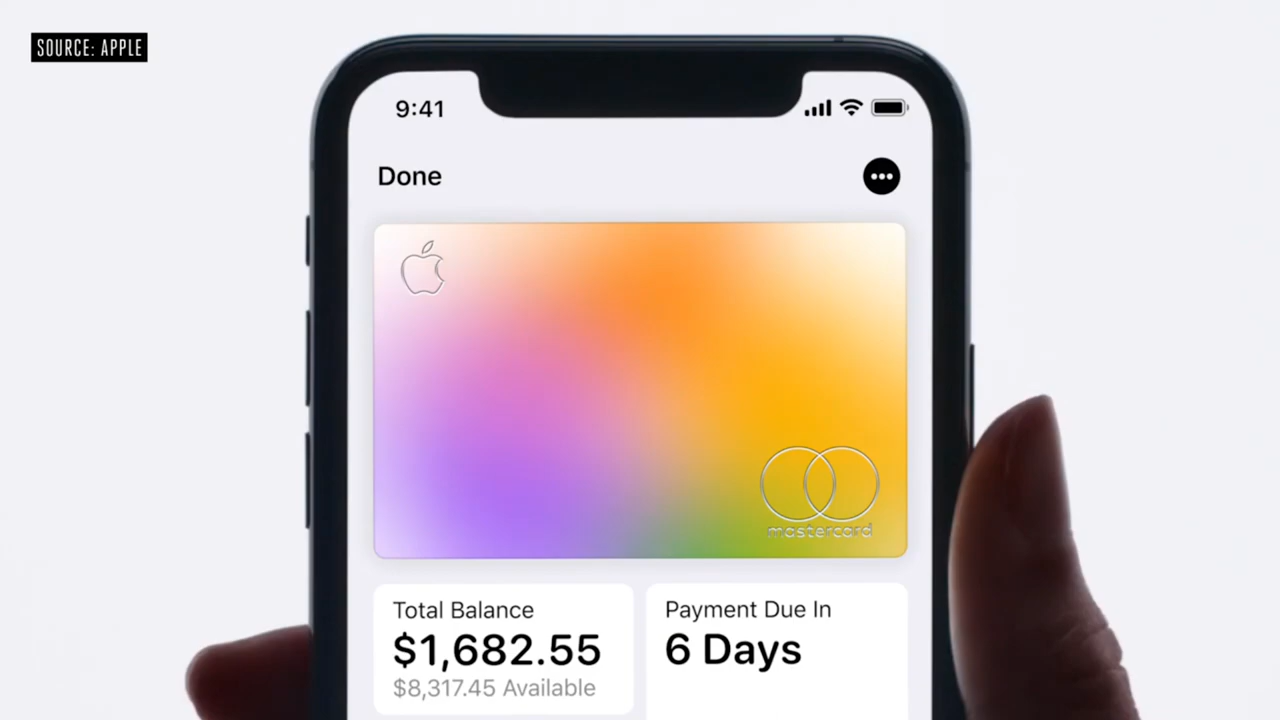 SOURCE: APPLE
9:41
Done
mastercard
Total Balance
$1,682.55
$8,317.45 Available
Payment Due In
6 Days